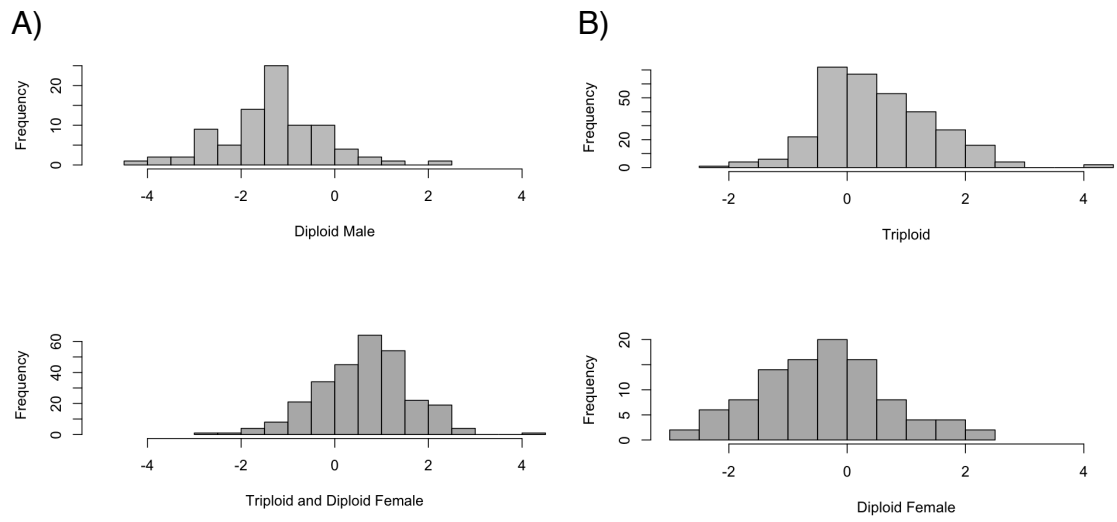 A)
Frequency
0
10
20
-4 -2 0 2 4
Diploid Male
Frequency
0
20
40
60
-4 -2 0 2 4
Triploid and Diploid Female
B)
Frequency
0
20
50
-2 0 2 4
Triploid
Frequency
0
5
10
20
-2 0 2 4
Diploid Female